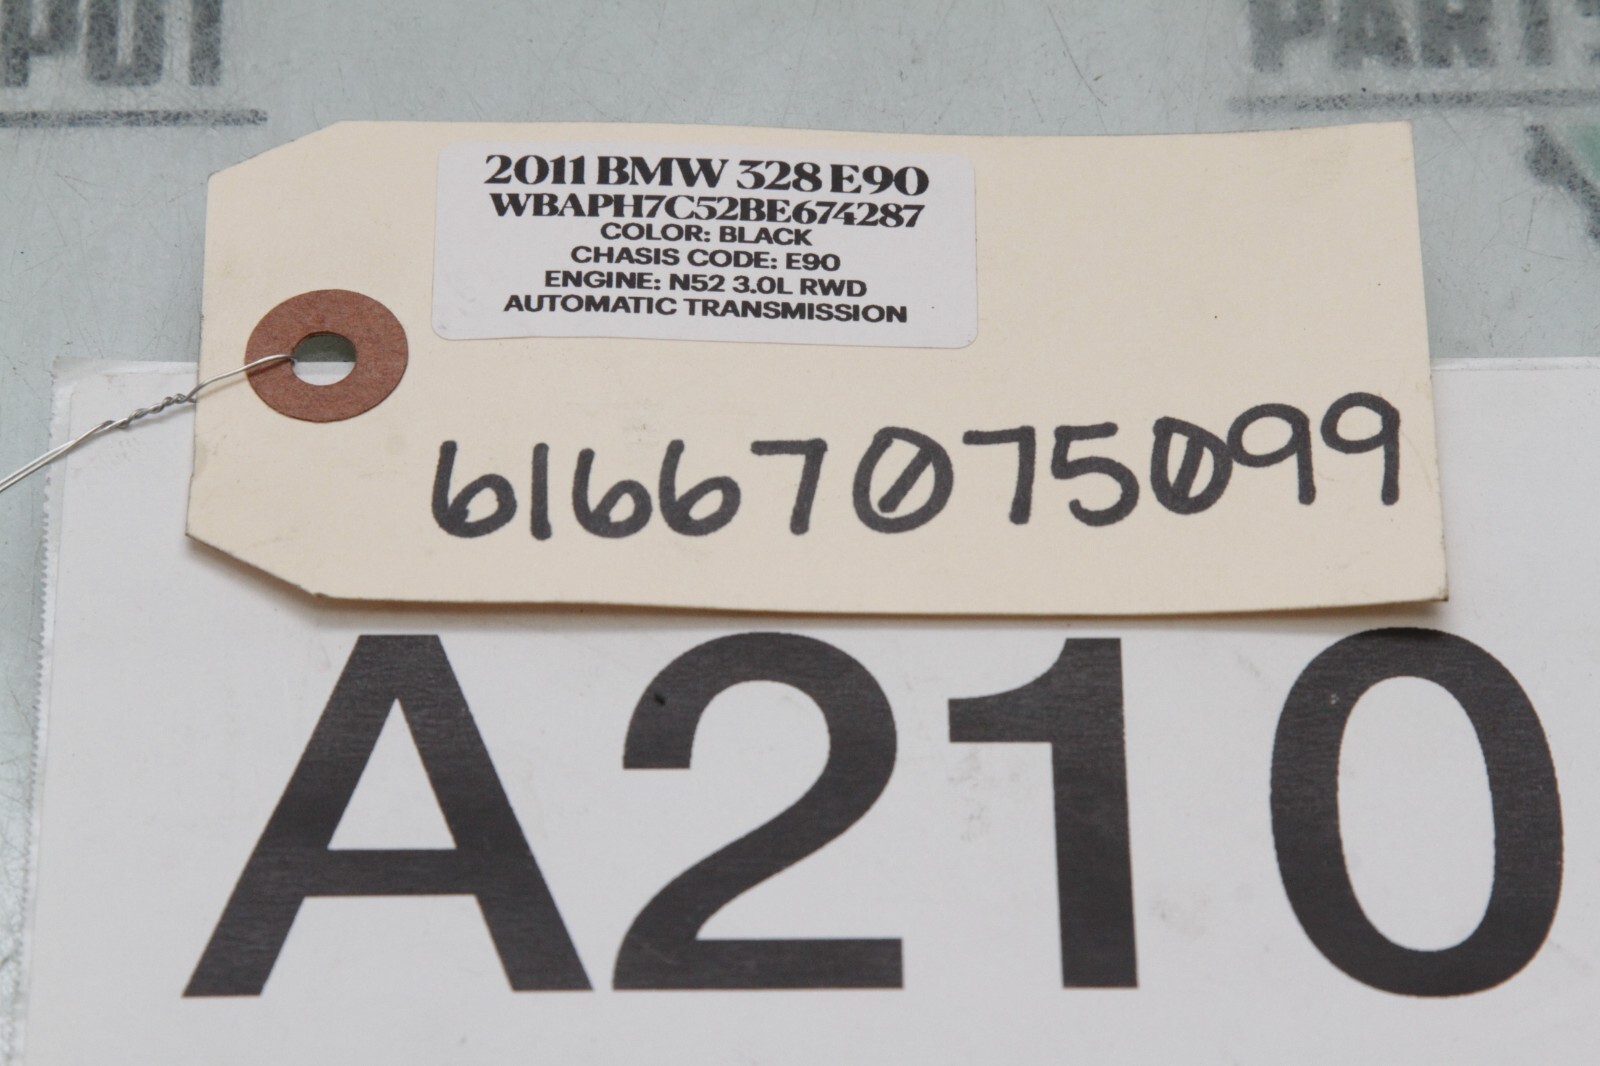 PARTS
2011 BMW 328 E90
WBAPH7C52BE674287
COLOR: BLACK
CHASIS CODE: E90
ENGINE: N52 3.0L RWD
AUTOMATIC TRANSMISSION
61667075099
A210